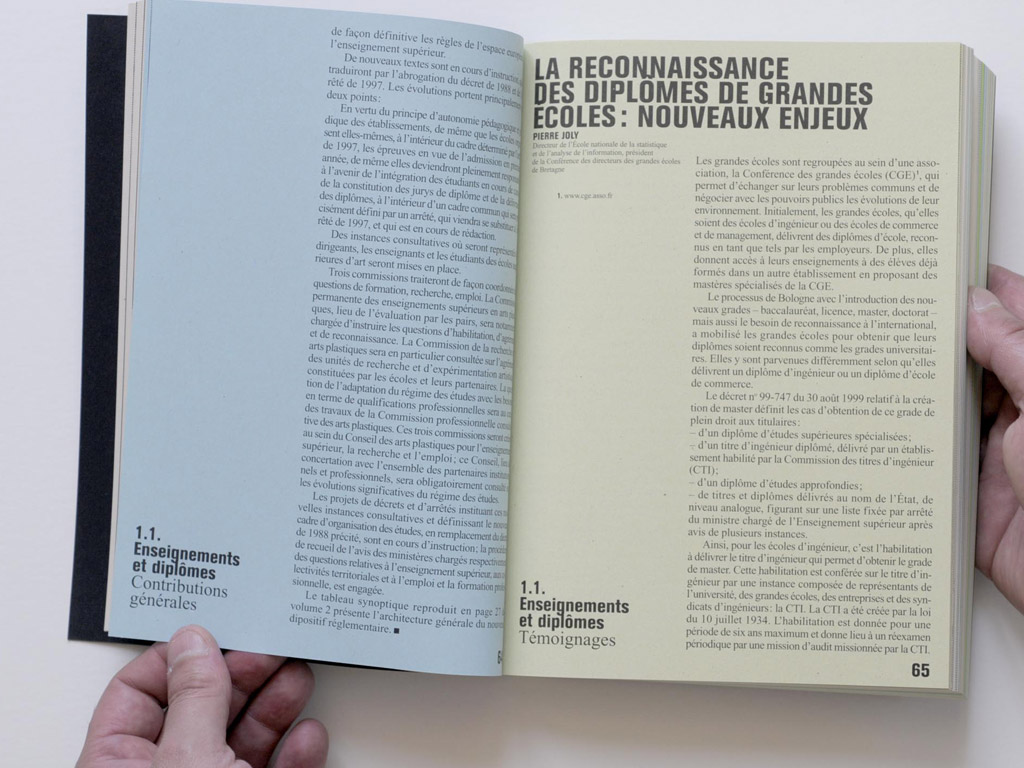 de façon définitive les règles de l'espace
l'enseignement supérieur.
De nouveaux textes sont en cours d'instruction
traduiront par l'abrogation du décret de 1988 et
rêté de 1997. Les évolutions portent principalement
deux points:
En vertu du principe d'autonomie pédagogique
dique des établissements, de même que les écoles
sent elles-mêmes, à l'intérieur du cadre déterminé par
de 1997, les épreuves en vue de l'admission en
année, de même elles deviendront pleinement
à l'avenir de l'intégration des étudiants en cours de
de la constitution des jurys de diplôme et de la
des diplômes, à l'intérieur d'un cadre commun qui sera
cisément défini par un arrêté, qui viendra se substituer
rêté de 1997, et qui est en cours de rédaction.
Des instances consultatives où seront
dirigeants, les enseignants et les étudiants des écoles
rieures d'art seront mises en place.
Trois commissions traiteront de façon
questions de formation, recherche, emploi. La
permanente des enseignements supérieurs en arts
ques, lieu de l'évaluation par les pairs, sera
chargée d'instruire les questions d'habilitation,
et de reconnaissance. La Commission de la recherche
arts plastiques sera en particulier consultée sur
des unités de recherche et d'expérimentation
constituées par les écoles et leurs partenaires. La
tion de l'adaptation du régime des études avec les
en terme de qualifications professionnelles sera au
des travaux de la Commission professionnelle
tive des arts plastiques. Ces trois commissions seront
au sein du Conseil des arts plastiques pour
supérieur, la recherche et l'emploi; ce Conseil,
concertation avec l'ensemble des partenaires
nels et professionnels, sera obligatoirement consulté
les évolutions significatives du régime des études.
Les projets de décrets et d'arrêtés instituant ces
velles instances consultatives et définissant le
cadre d'organisation des études, en remplacement du
de 1988 précité, sont en cours d'instruction; la
de recueil de l'avis des ministères chargés
des questions relatives à l'enseignement supérieur, aux
lectivités territoriales et à l'emploi et la formation
sionnelle, est engagée.
Le tableau synoptique reproduit en page 27
volume 2 présente l'architecture générale du
dipositif réglementaire. ■
1.1.
Enseignements
et diplômes
Contributions
générales
LA RECONNAISSANCE
DES DIPLÔMES DE GRANDES
ÉCOLES : NOUVEAUX ENJEUX
PIERRE JOLY
Directeur de l'École nationale de la statistique
et de l'analyse de l'information, président
de la Conférence des directeurs des grandes écoles
de Bretagne
1. www.cge.asso.fr
Les grandes écoles sont regroupées au sein d'une asso-
ciation, la Conférence des grandes écoles (CGE)¹, qui
permet d'échanger sur leurs problèmes communs et de
négocier avec les pouvoirs publics les évolutions de leur
environnement. Initialement, les grandes écoles, qu'elles
soient des écoles d'ingénieur ou des écoles de commerce
et de management, délivrent des diplômes d'école, recon-
nus en tant que tels par les employeurs. De plus, elles
donnent accès à leurs enseignements à des élèves déjà
formés dans un autre établissement en proposant des
mastères spécialisés de la CGE.
Le processus de Bologne avec l'introduction des nou-
veaux grades – baccalauréat, licence, master, doctorat –
mais aussi le besoin de reconnaissance à l'international,
a mobilisé les grandes écoles pour obtenir que leurs
diplômes soient reconnus comme les grades universitai-
res. Elles y sont parvenues différemment selon qu'elles
délivrent un diplôme d'ingénieur ou un diplôme d'école
de commerce.
Le décret n° 99-747 du 30 août 1999 relatif à la créa-
tion de master définit les cas d'obtention de ce grade de
plein droit aux titulaires :
– d'un diplôme d'études supérieures spécialisées;
– d'un titre d'ingénieur diplômé, délivré par un établis-
sement habilité par la Commission des titres d'ingénieur
(CTI);
– d'un diplôme d'études approfondies;
– de titres et diplômes délivrés au nom de l'État, de
niveau analogue, figurant sur une liste fixée par arrêté
du ministre chargé de l'Enseignement supérieur après
avis de plusieurs instances.
Ainsi, pour les écoles d'ingénieur, c'est l'habilitation
à délivrer le titre d'ingénieur qui permet d'obtenir le grade
de master. Cette habilitation est conférée sur le titre d'in-
génieur par une instance composée de représentants de
l'université, des grandes écoles, des entreprises et des syn-
dicats d'ingénieurs: la CTI. La CTI a été créée par la loi
du 10 juillet 1934. L'habilitation est donnée pour une
période de six ans maximum et donne lieu à un réexamen
périodique par une mission d'audit missionnée par la CTI.
1.1.
Enseignements
et diplômes
Témoignages
65